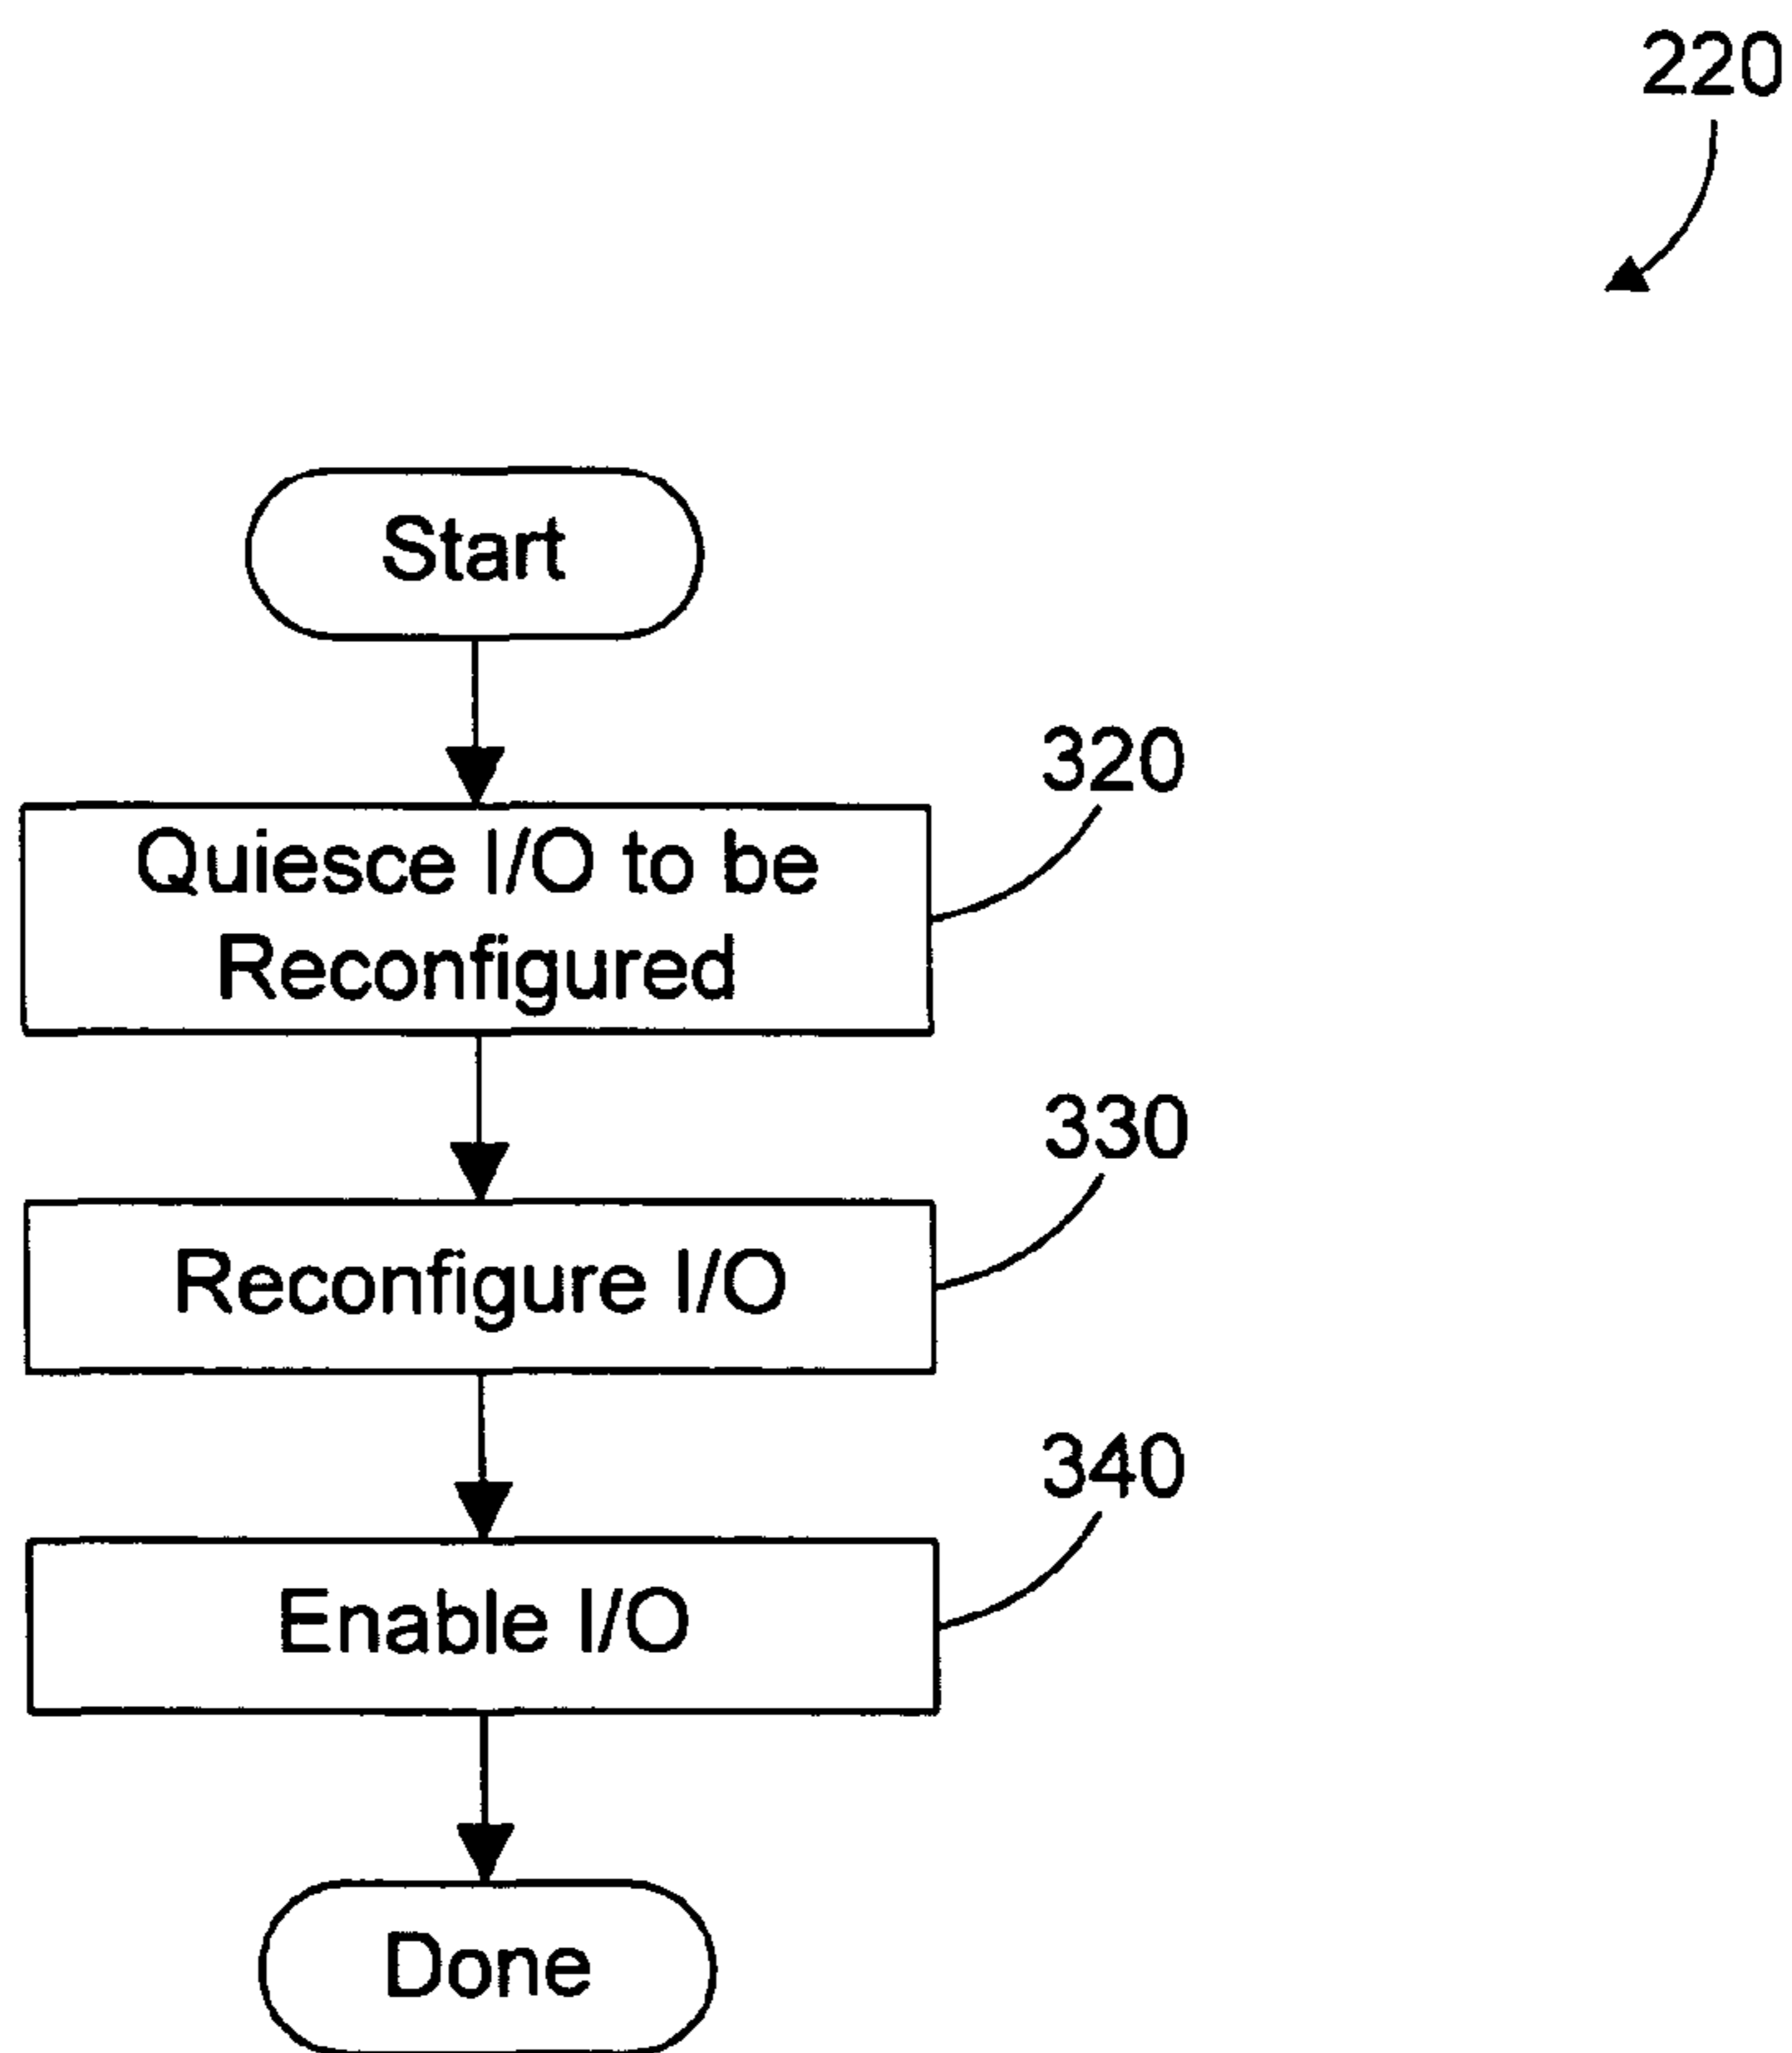 220
Start
320
Quiesce I/O to be
Reconfigured
330
Reconfigure I/O
340
Enable I/O
Done